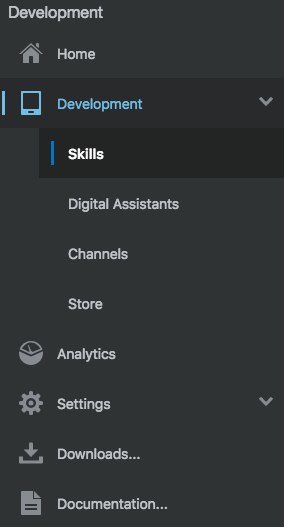 Development
Home
Development
Skills
Digital Assistants
Channels
Store
Analytics
Settings
Downloads...
Documentation...